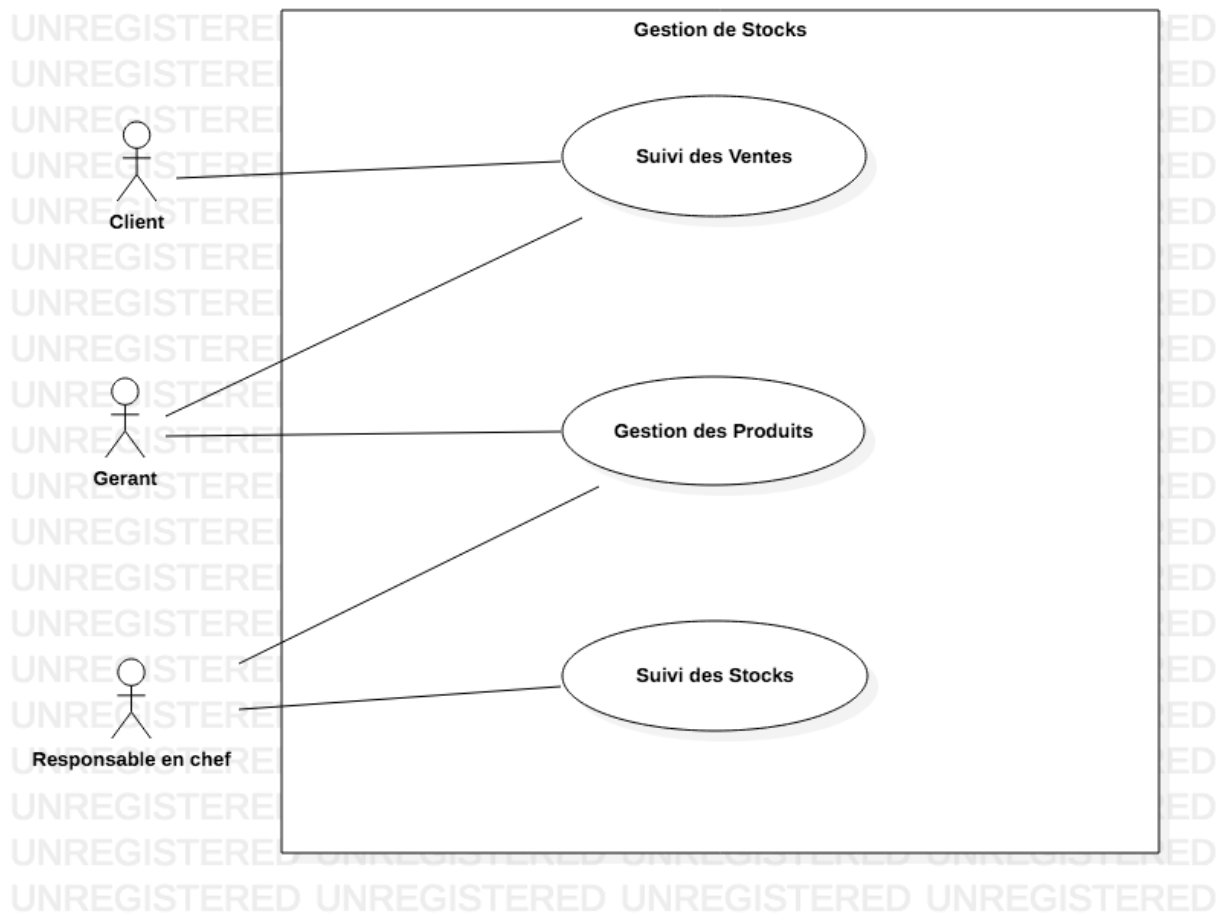 Gestion de Stocks
Suivi des Ventes
Client
Gestion des Produits
Gerant
Suivi des Stocks
Responsable en chef
UNREGISTERED UNREGISTERED UNREGISTERED UNREGISTERED